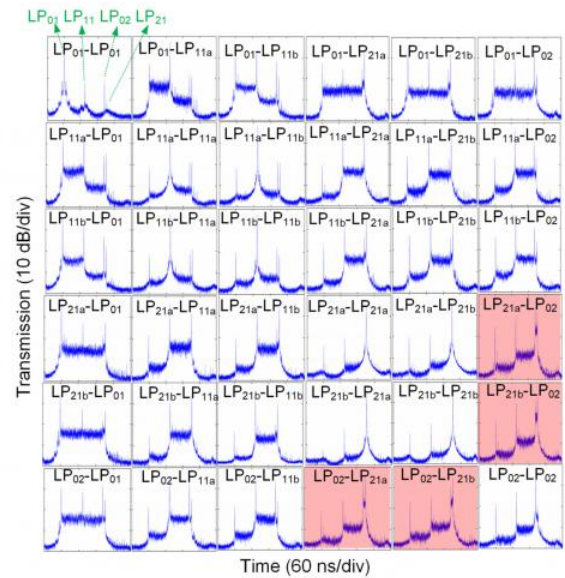 LP01 LP11 LP02 LP21
LP01-LP01 LP01-LP11a LP01-LP11b LP01-LP21a LP01-LP21b LP01-LP02
LP11a-LP01 LP11a-LP11a LP11a-LP11b LP11a-LP21a LP11a-LP21b LP11a-LP02
LP11b-LP01 LP11b-LP11a LP11b-LP11b LP11b-LP21a LP11b-LP21b LP11b-LP02
LP21a-LP01 LP21a-LP11a LP21a-LP11b LP21a-LP21a LP21a-LP21b LP21a-LP02
LP21b-LP01 LP21b-LP11a LP21b-LP11b LP21b-LP21a LP21b-LP21b LP21b-LP02
LP02-LP01 LP02-LP11a LP02-LP11b LP02-LP21a LP02-LP21b LP02-LP02
Transmission (10 dB/div)
Time (60 ns/div)